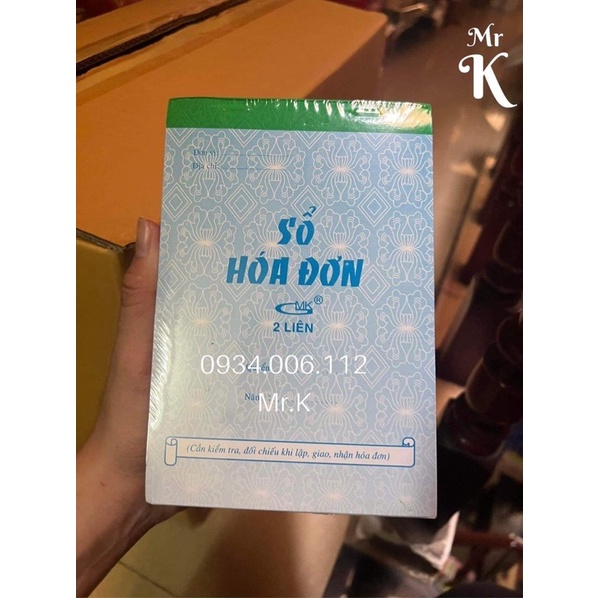 Mr
K
Đơn vị:
Địa chỉ:
SỔ
HÓA ĐƠN
MK®
2 LIÊN
0934.006.112
Mr.K
(Cần kiểm tra, đối chiếu khi lập, giao, nhận hóa đơn)